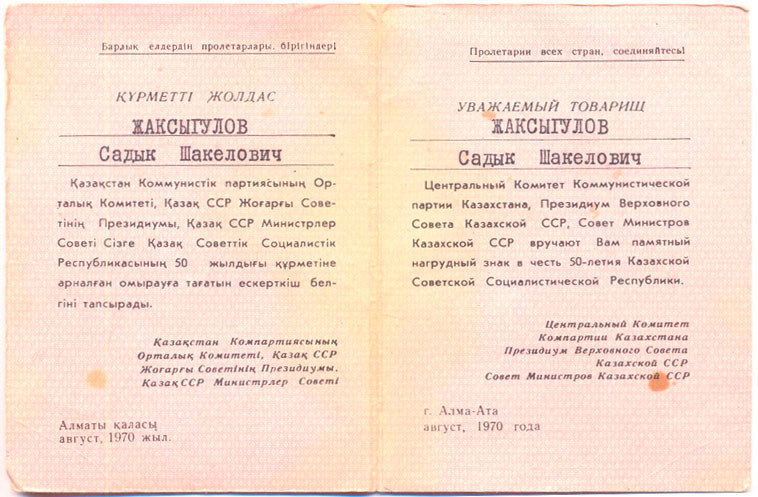 Барлық елдердін пролетарлары, бірігіңдер!
ҚҮРМЕТТІ ЖОЛДАС
ЖАКСЫГУЛОВ
Садык Шакелович
Қазақстан Коммунистік партиясының Ор-
талық Комитеті, Қазақ ССР Жоғарғы Сове-
тінің Президиумы, Қазақ ССР Министрлер
Советі Сізге Қазақ Советтік Социалистік
Республикасының 50 жылдығы құрметіне
арналған омырауға тағатын ескерткіш бел-
гіні тапсырады.
Қазақстан Компартиясының
Орталық Комитеті, Қазақ ССР
Жоғарғы Советінің Президиумы,
Қазақ ССР Министрлер Советі
Алматы қаласы
август, 1970 жыл.
Пролетарии всех стран, соединяйтесь!
УВАЖАЕМЫЙ ТОВАРИЩ
ЖАКСЫГУЛОВ
Садык Шакелович
Центральный Комитет Коммунистической
партии Казахстана, Президиум Верховного
Совета Казахской ССР, Совет Министров
Казахской ССР вручают Вам памятный
нагрудный знак в честь 50-летия Казахской
Советской Социалистической Республики.
Центральный Комитет
Компартии Казахстана
Президиум Верховного Совета
Казахской ССР
Совет Министров Казахской ССР
г. Алма-Ата
август, 1970 года